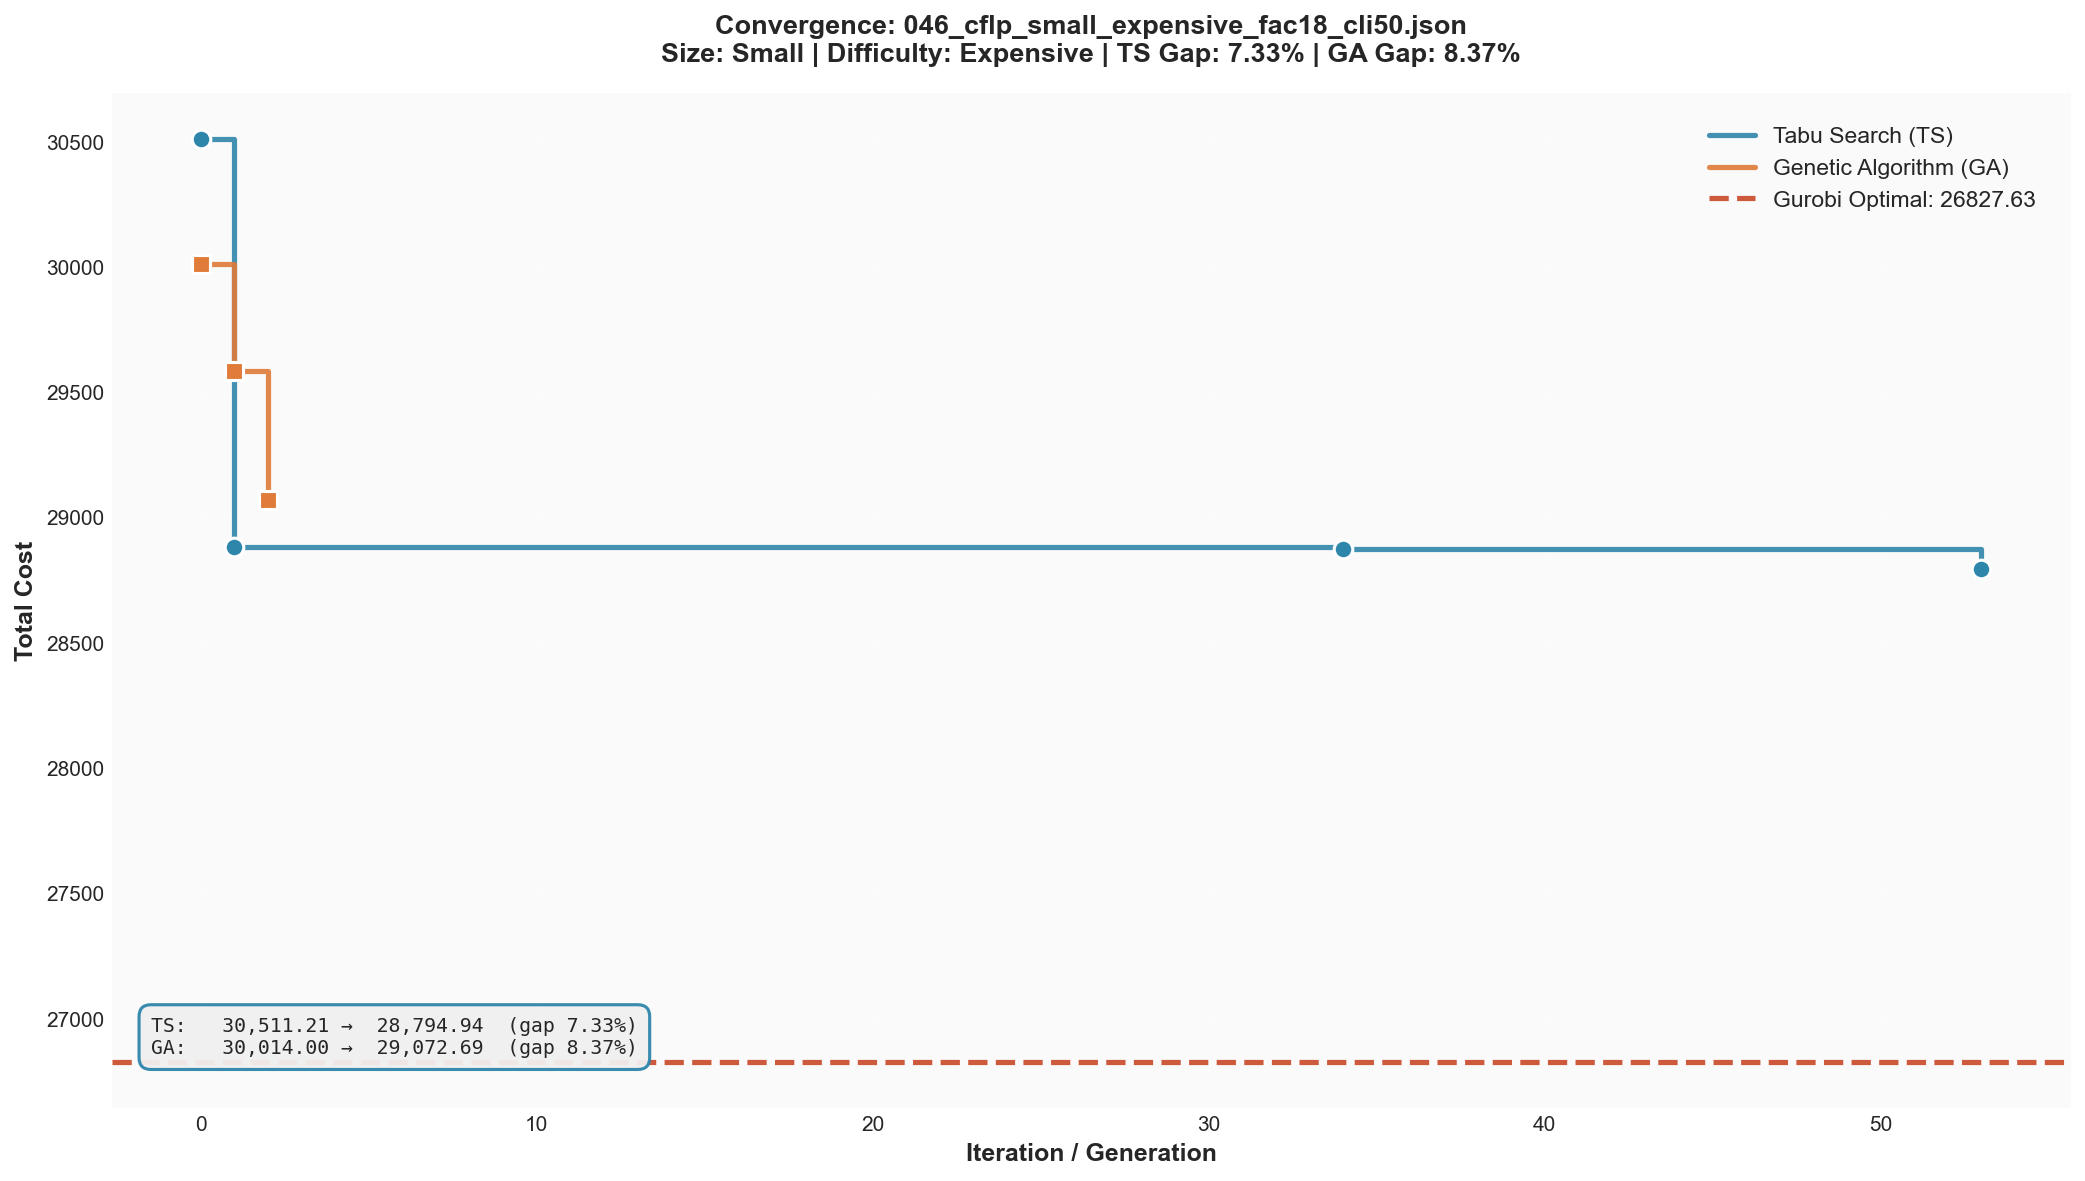 Convergence: 046_cflp_small_expensive_fac18_cli50.json
Size: Small | Difficulty: Expensive | TS Gap: 7.33% | GA Gap: 8.37%
Tabu Search (TS)
Genetic Algorithm (GA)
Gurobi Optimal: 26827.63
Total Cost
30500
30000
29500
29000
28500
28000
27500
27000
TS: 30,511.21 → 28,794.94 (gap 7.33%)
GA: 30,014.00 → 29,072.69 (gap 8.37%)
0 10 20 30 40 50
Iteration / Generation